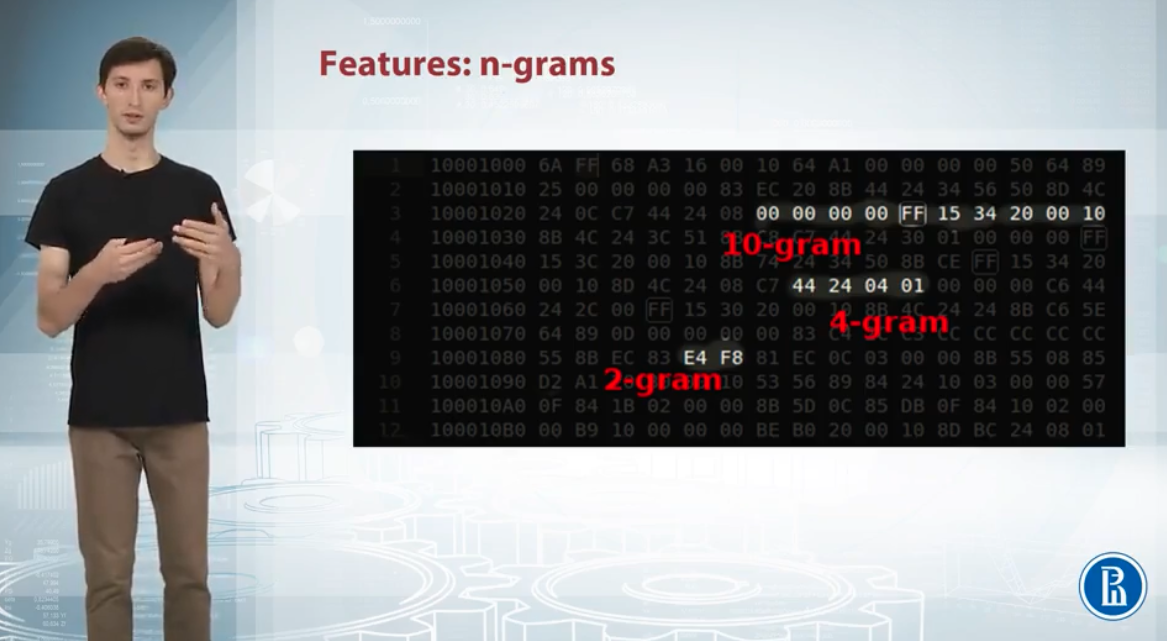 Features: n-grams
1 10001000 6A FF 68 A3 16 00 10 64 A1 00 00 00 00 50 64 89
2 10001010 25 00 00 00 00 83 EC 20 8B 44 24 34 56 50 8D 4C
3 10001020 24 0C C7 44 24 08 00 00 00 00 FF 15 34 20 00 10
4 10001030 8B 4C 24 3C 51 24 30 01 00 00 00 FF
10-gram
5 10001040 15 3C 20 00 10 8B 74 24 34 50 8B CE FF 15 34 20
6 10001050 00 10 8D 4C 24 08 C7 44 24 04 01 00 00 00 C6 44
7 10001060 24 2C 00 FF 15 30 20 00 10 8B 4C 24 24 8B C6 5E
4-gram
8 10001070 64 89 0D 00 00 00 00 83 CC CC CC CC
9 10001080 55 8B EC 83 E4 F8 81 EC 0C 03 00 00 8B 55 08 85
2-gram
10 10001090 D2 A1 10 53 56 89 84 24 10 03 00 00 57
11 100010A0 0F 84 1B 02 00 00 8B 5D 0C 85 DB 0F 84 10 02 00
12 100010B0 00 B9 10 00 00 00 BE B0 20 00 10 8D BC 24 08 01